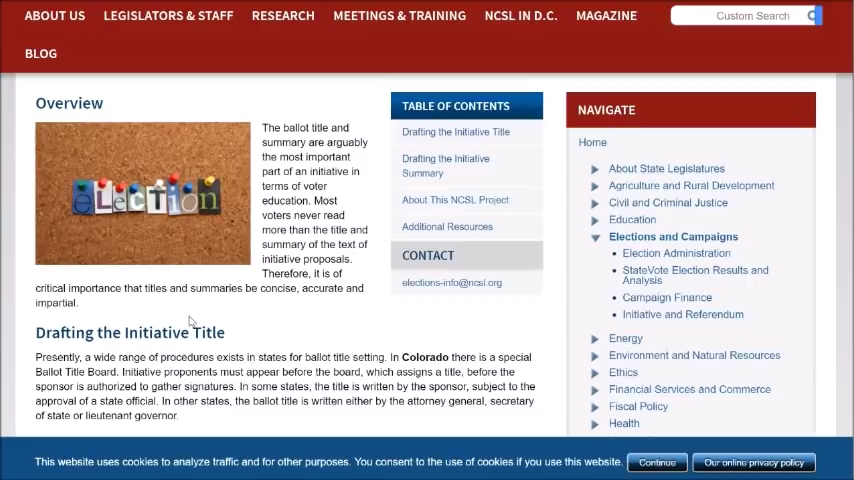 ABOUT US LEGISLATORS & STAFF RESEARCH MEETINGS & TRAINING NCSL IN D.C. MAGAZINE Custom Search
BLOG
Overview
eLecTIon
The ballot title and
summary are arguably
the most important
part of an initiative in
terms of voter
education. Most
voters never read
more than the title and
summary of the text of
initiative proposals.
Therefore, it is of
critical importance that titles and summaries be concise, accurate and
impartial.
Drafting the Initiative Title
Presently, a wide range of procedures exists in states for ballot title setting. In Colorado there is a special
Ballot Title Board. Initiative proponents must appear before the board, which assigns a title, before the
sponsor is authorized to gather signatures. In some states, the title is written by the sponsor, subject to the
approval of a state official. In other states, the ballot title is written either by the attorney general, secretary
of state or lieutenant governor.
TABLE OF CONTENTS
Drafting the Initiative Title
Drafting the Initiative
Summary
About This NCSL Project
Additional Resources
CONTACT
elections-info@ncsl.org
NAVIGATE
Home
About State Legislatures
Agriculture and Rural Development
Civil and Criminal Justice
Education
Elections and Campaigns
Election Administration
StateVote Election Results and
Analysis
Campaign Finance
Initiative and Referendum
Energy
Environment and Natural Resources
Ethics
Financial Services and Commerce
Fiscal Policy
Health
This website uses cookies to analyze traffic and for other purposes. You consent to the use of cookies if you use this website. Continue Our online privacy policy